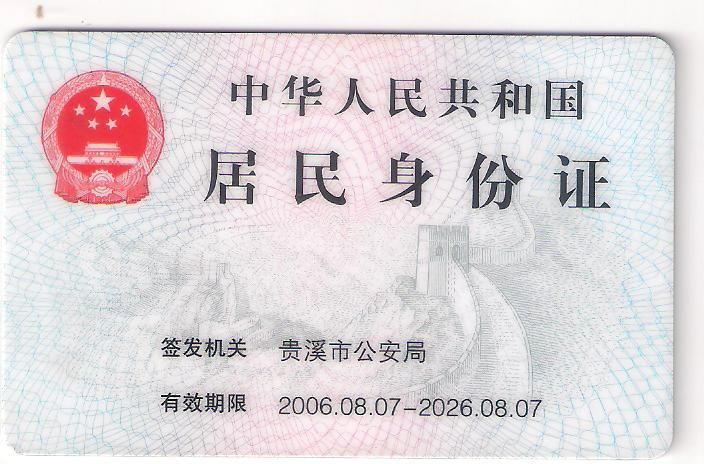 中华人民共和国
居民身份证
签发机关 贵溪市公安局
有效期限 2006.08.07-2026.08.07